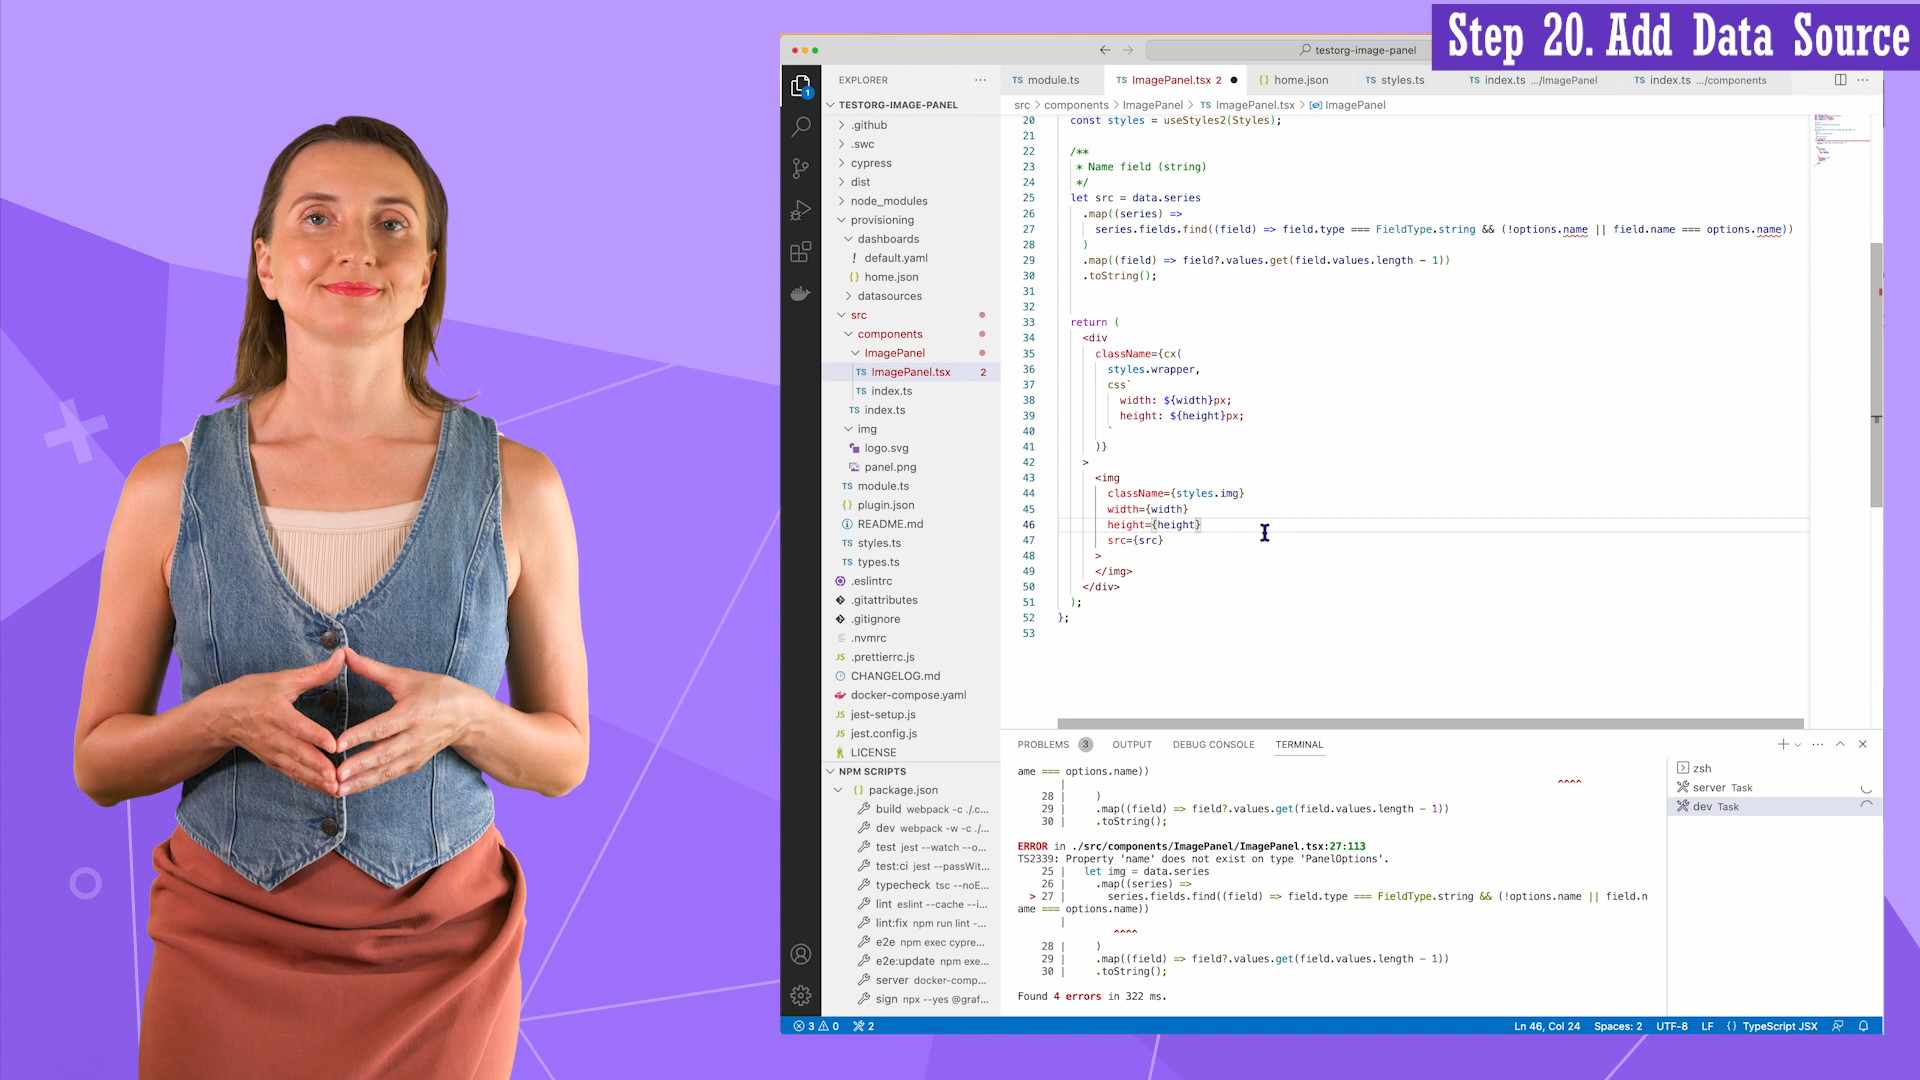 Step 20. Add Data Source
testorg-image-panel
EXPLORER
TESTORG-IMAGE-PANEL
.github
.swc
cypress
dist
node_modules
provisioning
dashboards
default.yaml
home.json
datasources
src
components
ImagePanel
ImagePanel.tsx 2
index.ts
index.ts
img
logo.svg
panel.png
module.ts
plugin.json
README.md
styles.ts
types.ts
.eslintrc
.gitattributes
.gitignore
.nvmrc
.prettierrc.js
CHANGELOG.md
docker-compose.yaml
jest-setup.js
jest.config.js
LICENSE
NPM SCRIPTS
package.json
build webpack -c ./.c...
dev webpack -w -c ./...
test jest --watch --o...
test:ci jest --passWit...
typecheck tsc --noE...
lint eslint --cache --i...
lint:fix npm run lint -...
e2e npm exec cypre...
e2e:update npm exe...
server docker-comp...
sign npx --yes @graf...
TS module.ts TS ImagePanel.tsx 2 home.json TS styles.ts TS index.ts .../ImagePanel TS index.ts .../components
src > components > ImagePanel > TS ImagePanel.tsx > ImagePanel
20 const styles = useStyles2(Styles);
21
22 /**
23 * Name field (string)
24 */
25 let src = data.series
26 .map((series) =>
27 series.fields.find((field) => field.type === FieldType.string && (!options.name || field.name === options.name))
28 )
29 .map((field) => field?.values.get(field.values.length - 1))
30 .toString();
31
32
33 return (
34 <div
35 className={cx(
36 styles.wrapper,
37 css`
38 width: ${width}px;
39 height: ${height}px;
40 `
41 )}
42 >
43 <img
44 className={styles.img}
45 width={width}
46 height={height}
47 src={src}
48 >
49 </img>
50 </div>
51 );
52 };
53
PROBLEMS 3 OUTPUT DEBUG CONSOLE TERMINAL
ame === options.name))
| ^^^^
28 | )
29 | .map((field) => field?.values.get(field.values.length - 1))
30 | .toString();
ERROR in ./src/components/ImagePanel/ImagePanel.tsx:27:113
TS2339: Property 'name' does not exist on type 'PanelOptions'.
25 | let img = data.series
26 | .map((series) =>
> 27 | series.fields.find((field) => field.type === FieldType.string && (!options.name || field.n
ame === options.name))
|
^^^^
28 | )
29 | .map((field) => field?.values.get(field.values.length - 1))
30 | .toString();
Found 4 errors in 322 ms.
zsh
server Task
dev Task
3 0 2 Ln 46, Col 24 Spaces: 2 UTF-8 LF {} TypeScript JSX